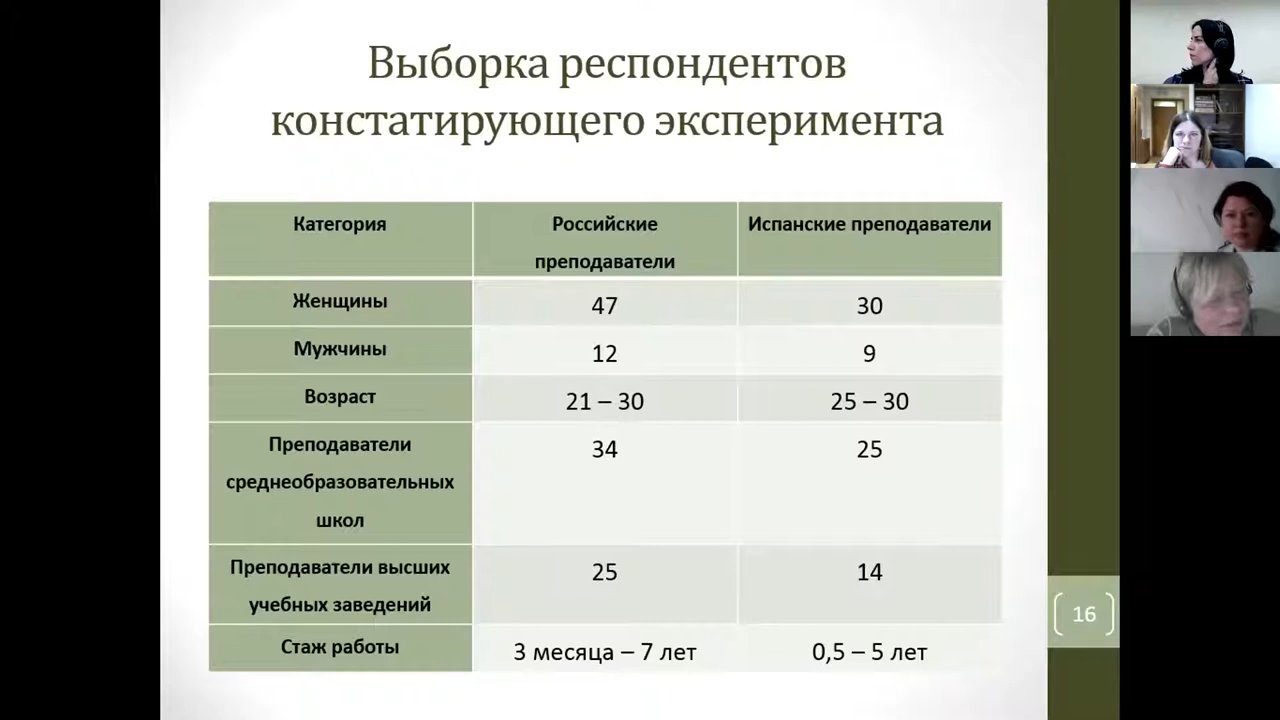 Выборка респондентов
констатирующего эксперимента
Категория
Российские
преподаватели
Испанские преподаватели
Женщины
47
30
Мужчины
12
9
Возраст
21 – 30
25 – 30
Преподаватели
среднеобразовательных
школ
34
25
Преподаватели высших
учебных заведений
25
14
Стаж работы
3 месяца – 7 лет
0,5 – 5 лет
16